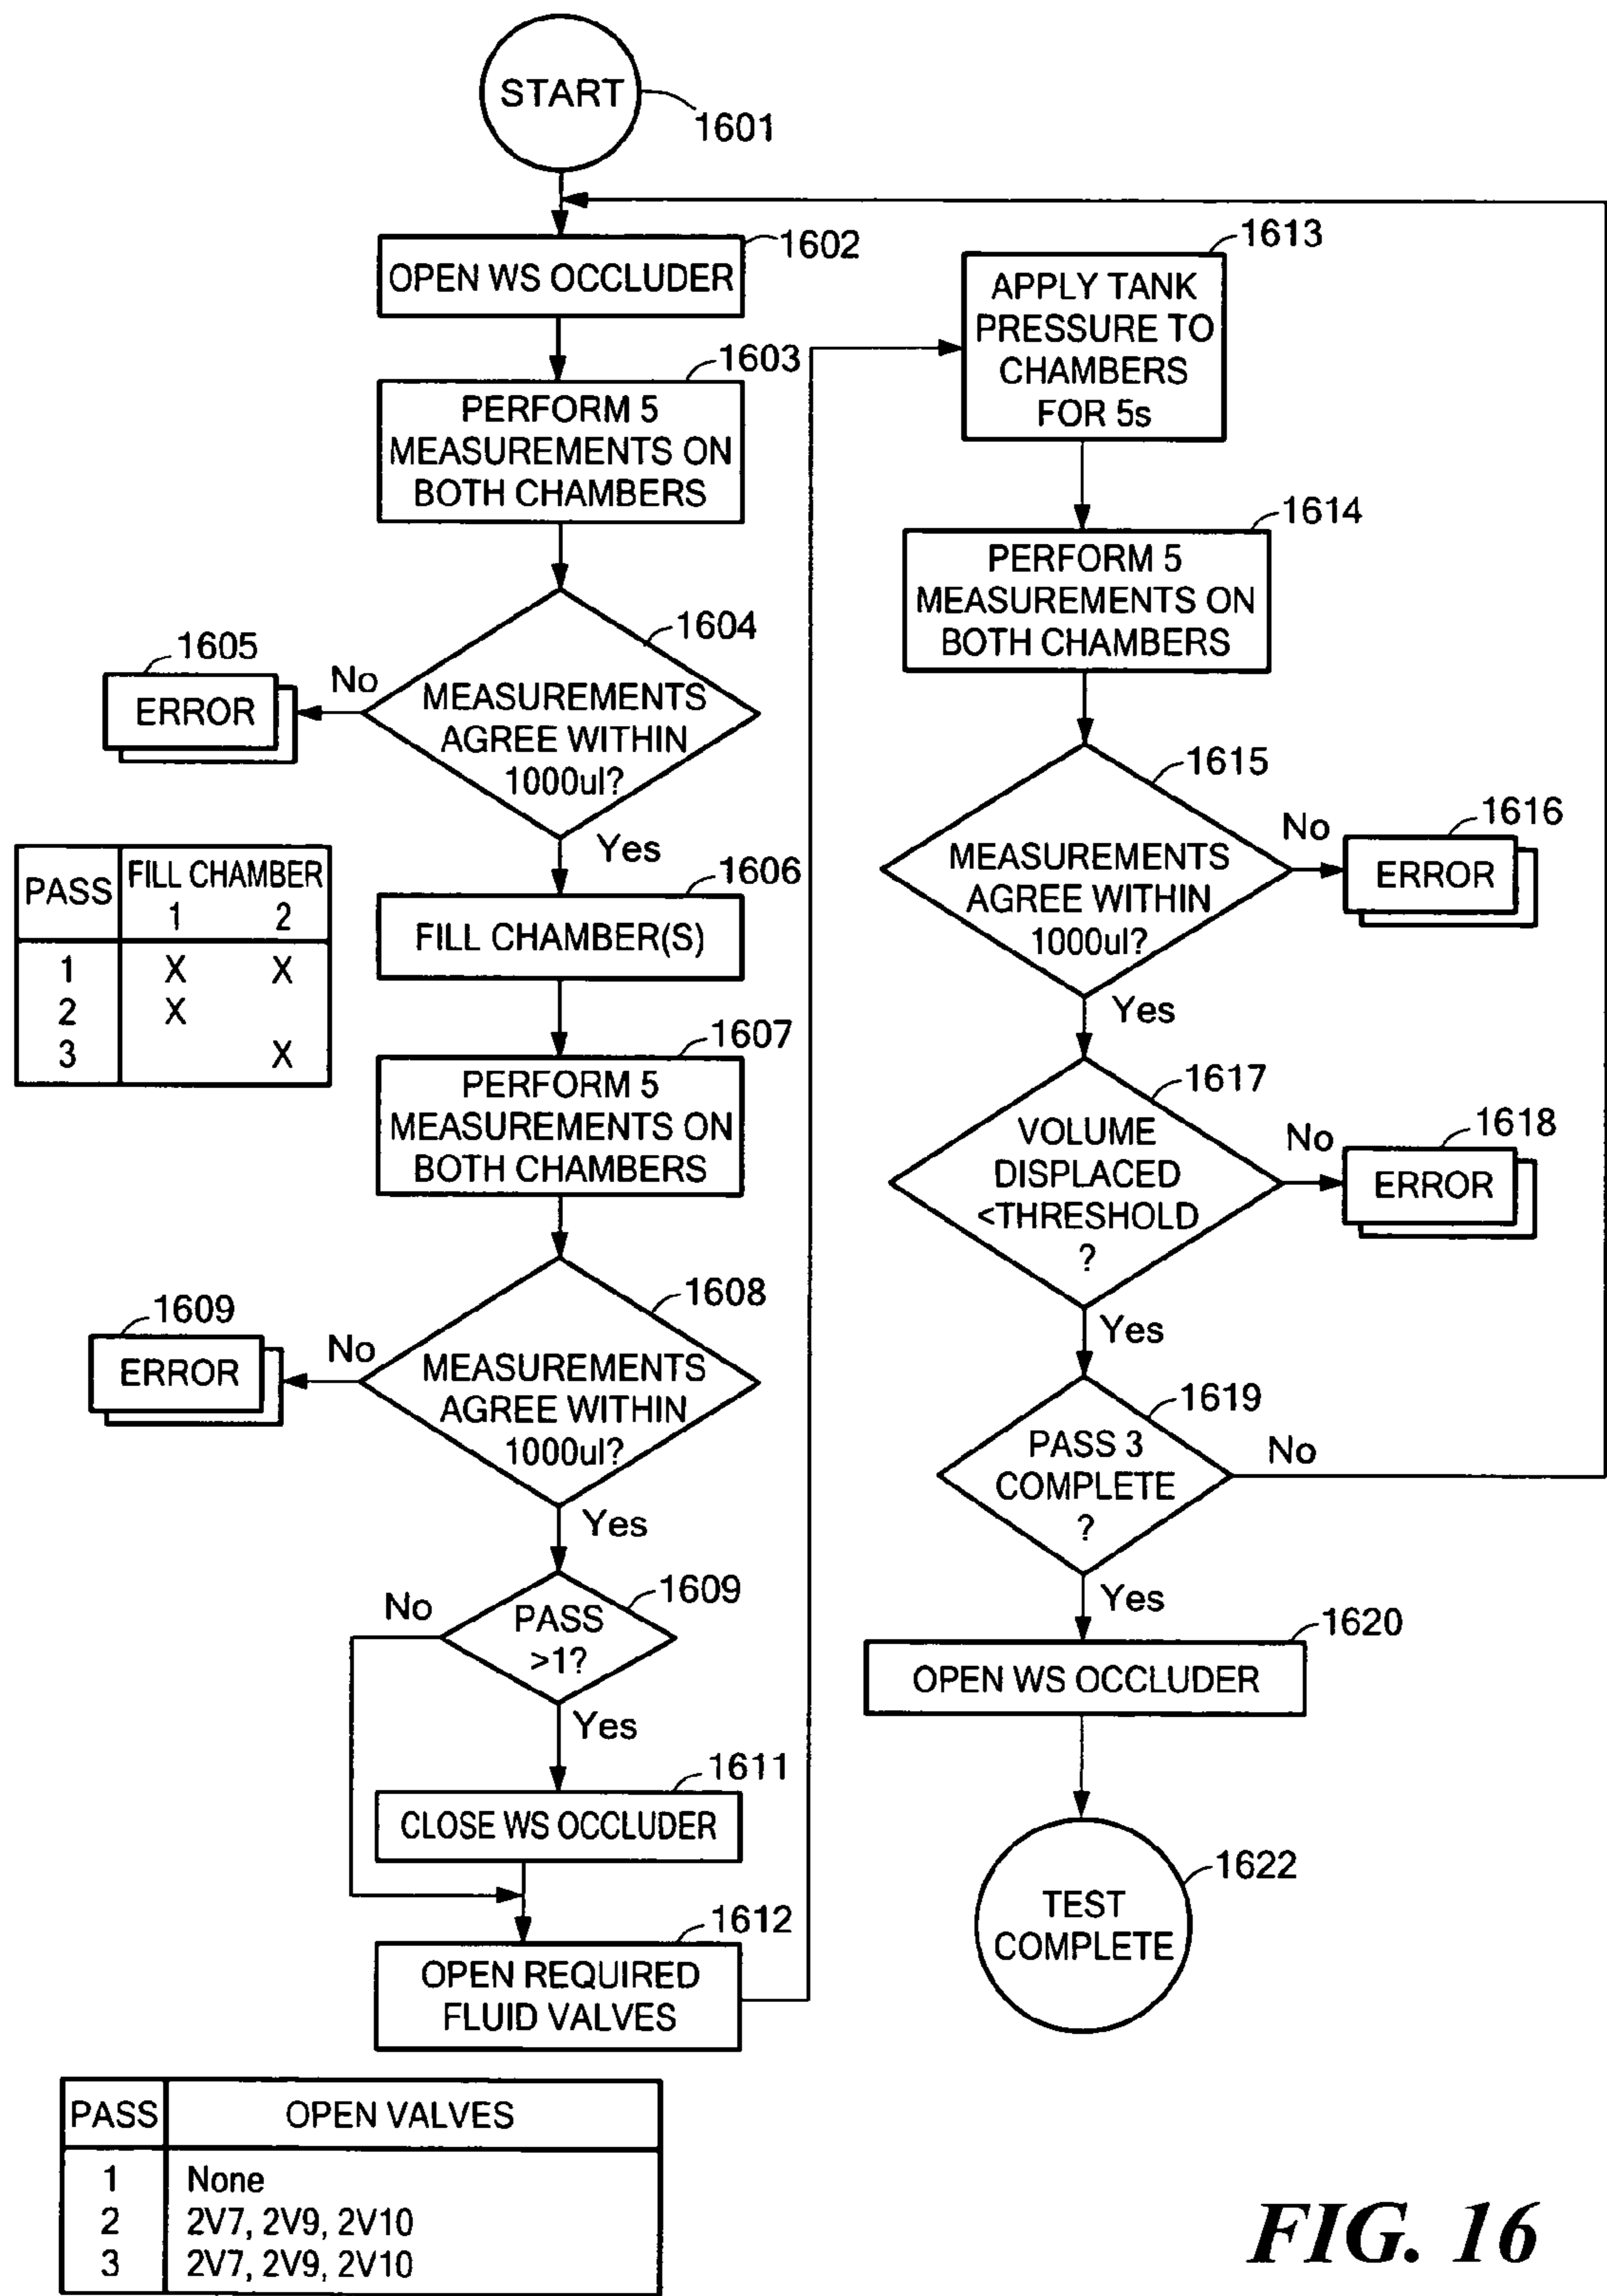 START
1601
1602
OPEN WS OCCLUDER
1603
PERFORM 5
MEASUREMENTS ON
BOTH CHAMBERS
1604
MEASUREMENTS
AGREE WITHIN
1000ul?
No
1605
ERROR
Yes
PASS FILL CHAMBER
1 2
1 X X
2 X
3 X
1606
FILL CHAMBER(S)
1607
PERFORM 5
MEASUREMENTS ON
BOTH CHAMBERS
1608
MEASUREMENTS
AGREE WITHIN
1000ul?
No
1609
ERROR
Yes
1609
PASS
>1?
No
Yes
1611
CLOSE WS OCCLUDER
1612
OPEN REQUIRED
FLUID VALVES
PASS OPEN VALVES
1 None
2 2V7, 2V9, 2V10
3 2V7, 2V9, 2V10
1613
APPLY TANK
PRESSURE TO
CHAMBERS
FOR 5s
1614
PERFORM 5
MEASUREMENTS ON
BOTH CHAMBERS
1615
MEASUREMENTS
AGREE WITHIN
1000ul?
No
1616
ERROR
Yes
1617
VOLUME
DISPLACED
<THRESHOLD
?
No
1618
ERROR
Yes
1619
PASS 3
COMPLETE
?
No
Yes
1620
OPEN WS OCCLUDER
1622
TEST
COMPLETE
FIG. 16